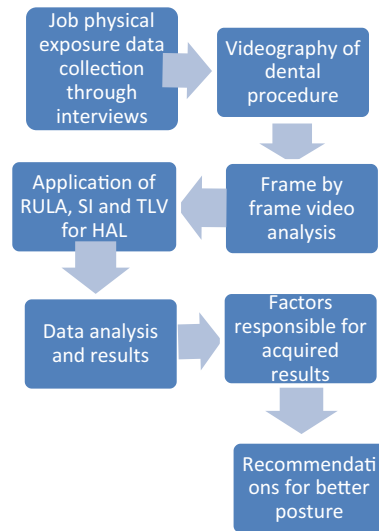 Job physical
exposure data
collection
through
interviews
Videography of
dental
procedure
Frame by
frame video
analysis
Application of
RULA, SI and TLV
for HAL
Data analysis
and results
Factors
responsible for
acquired
results
Recommendati
ons for better
posture